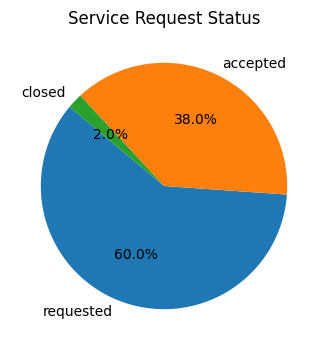 Service Request Status
accepted
closed
38.0%
2.0%
60.0%
requested